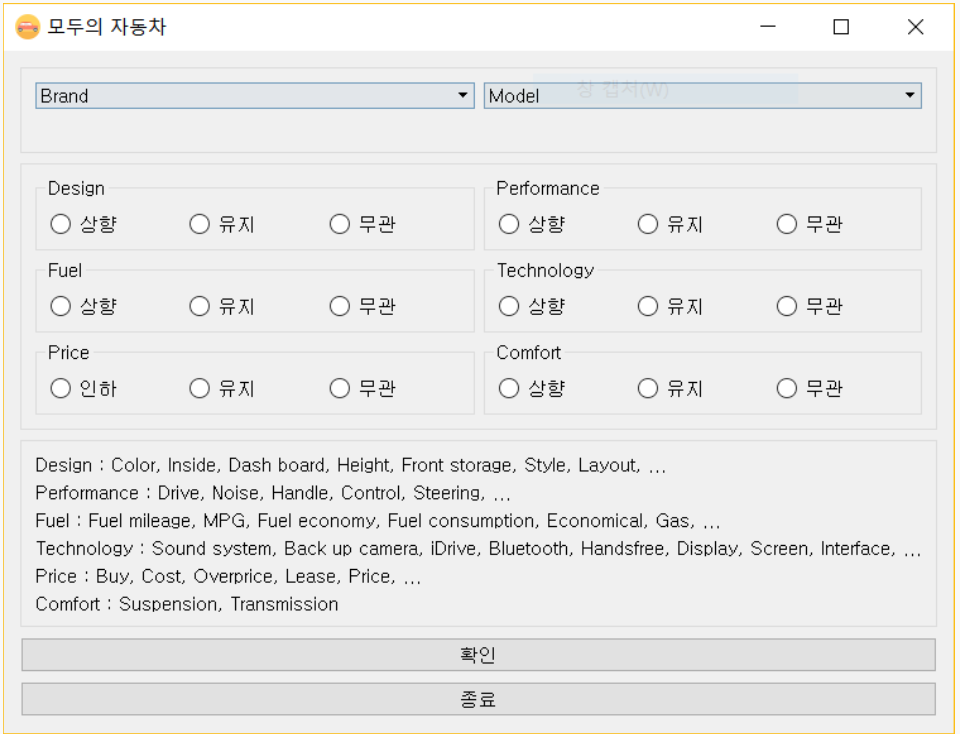 모두의 자동차
Brand Model
창 캡처(W)
Design Performance
상향 유지 무관 상향 유지 무관
Fuel Technology
상향 유지 무관 상향 유지 무관
Price Comfort
인하 유지 무관 상향 유지 무관
Design : Color, Inside, Dash board, Height, Front storage, Style, Layout, ...
Performance : Drive, Noise, Handle, Control, Steering, ...
Fuel : Fuel mileage, MPG, Fuel economy, Fuel consumption, Economical, Gas, ...
Technology : Sound system, Back up camera, iDrive, Bluetooth, Handsfree, Display, Screen, Interface, ...
Price : Buy, Cost, Overprice, Lease, Price, ...
Comfort : Suspension, Transmission
확인
종료